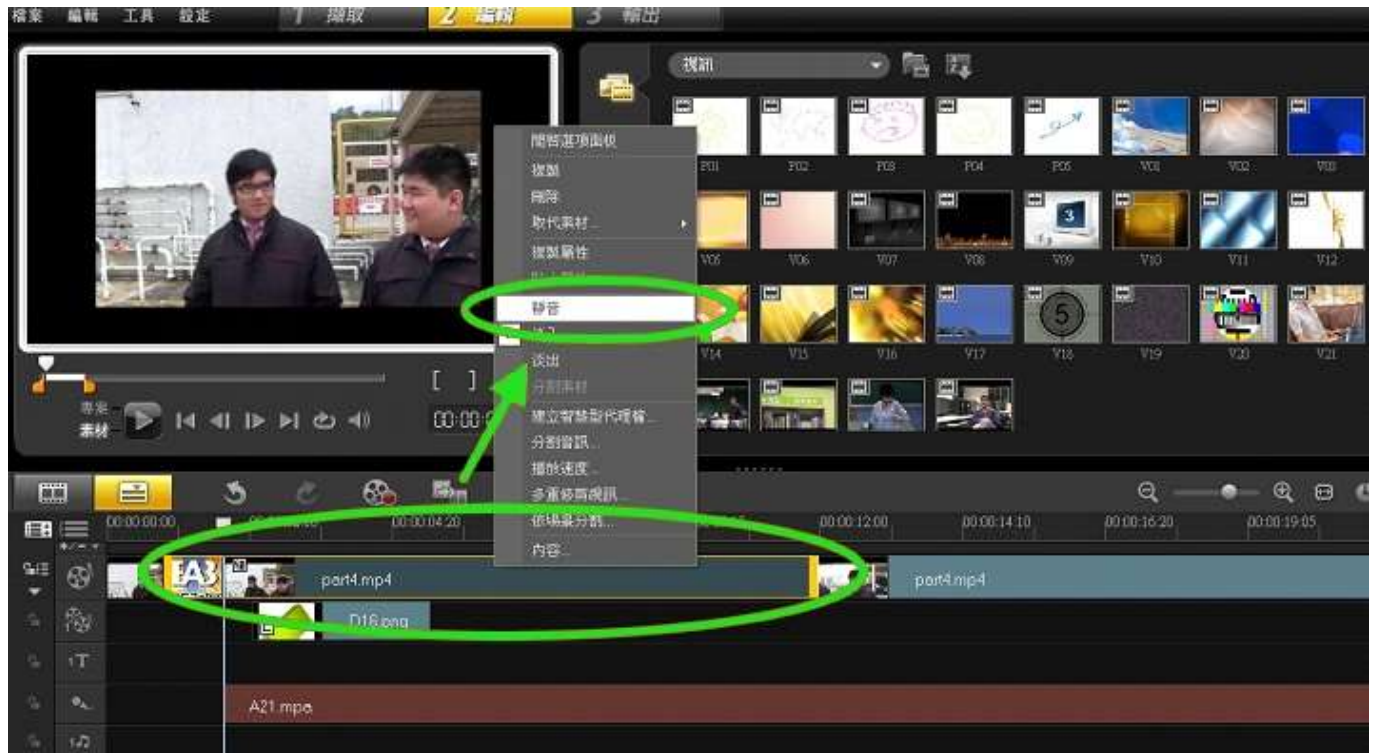 檔案 編輯 工具 設定
1 擷取
2 編輯
3 輸出
視訊
開啟選項面板
複製
刪除
取代素材...
複製屬性
靜音
淡入
淡出
分割素材
建立智慧型代理檔...
分割音訊...
播放速度...
多重修剪視訊...
依場景分割...
內容...
P01 P02 P03 P04 P05 V01 V02 V03
V05 V06 V07 V08 V09 V10 V11 V12
3
5
V14 V15 V16 V17 V18 V19 V20 V21
專案
素材
[ ]
00:00:00:00 00:00:04:20 00:00:12:00 00:00:14:10 00:00:16:20 00:00:19:05
part4.mp4
part4.mp4
D16.png
1T
A21.mpa